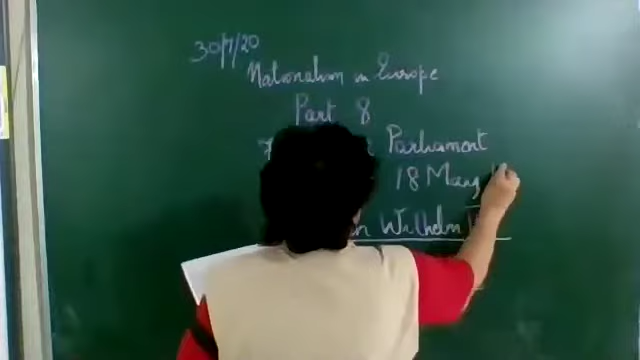 30/7/20
Nationalism in Europe
Part 8
Parliament
18 May
Wilhelm